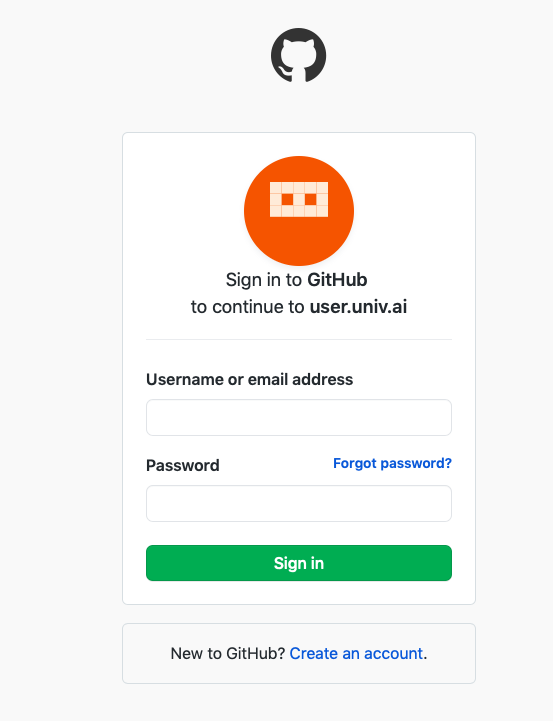 Sign in to GitHub
to continue to user.univ.ai
Username or email address
Password
Forgot password?
Sign in
New to GitHub? Create an account.